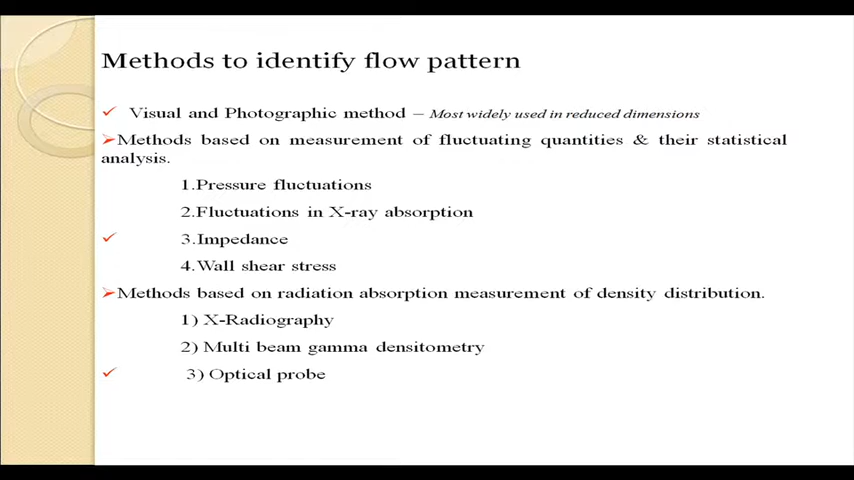 Methods to identify flow pattern
✓ Visual and Photographic method – Most widely used in reduced dimensions
➢Methods based on measurement of fluctuating quantities & their statistical
analysis.
1.Pressure fluctuations
2.Fluctuations in X-ray absorption
✓ 3.Impedance
4.Wall shear stress
➢Methods based on radiation absorption measurement of density distribution.
1) X-Radiography
2) Multi beam gamma densitometry
✓ 3) Optical probe